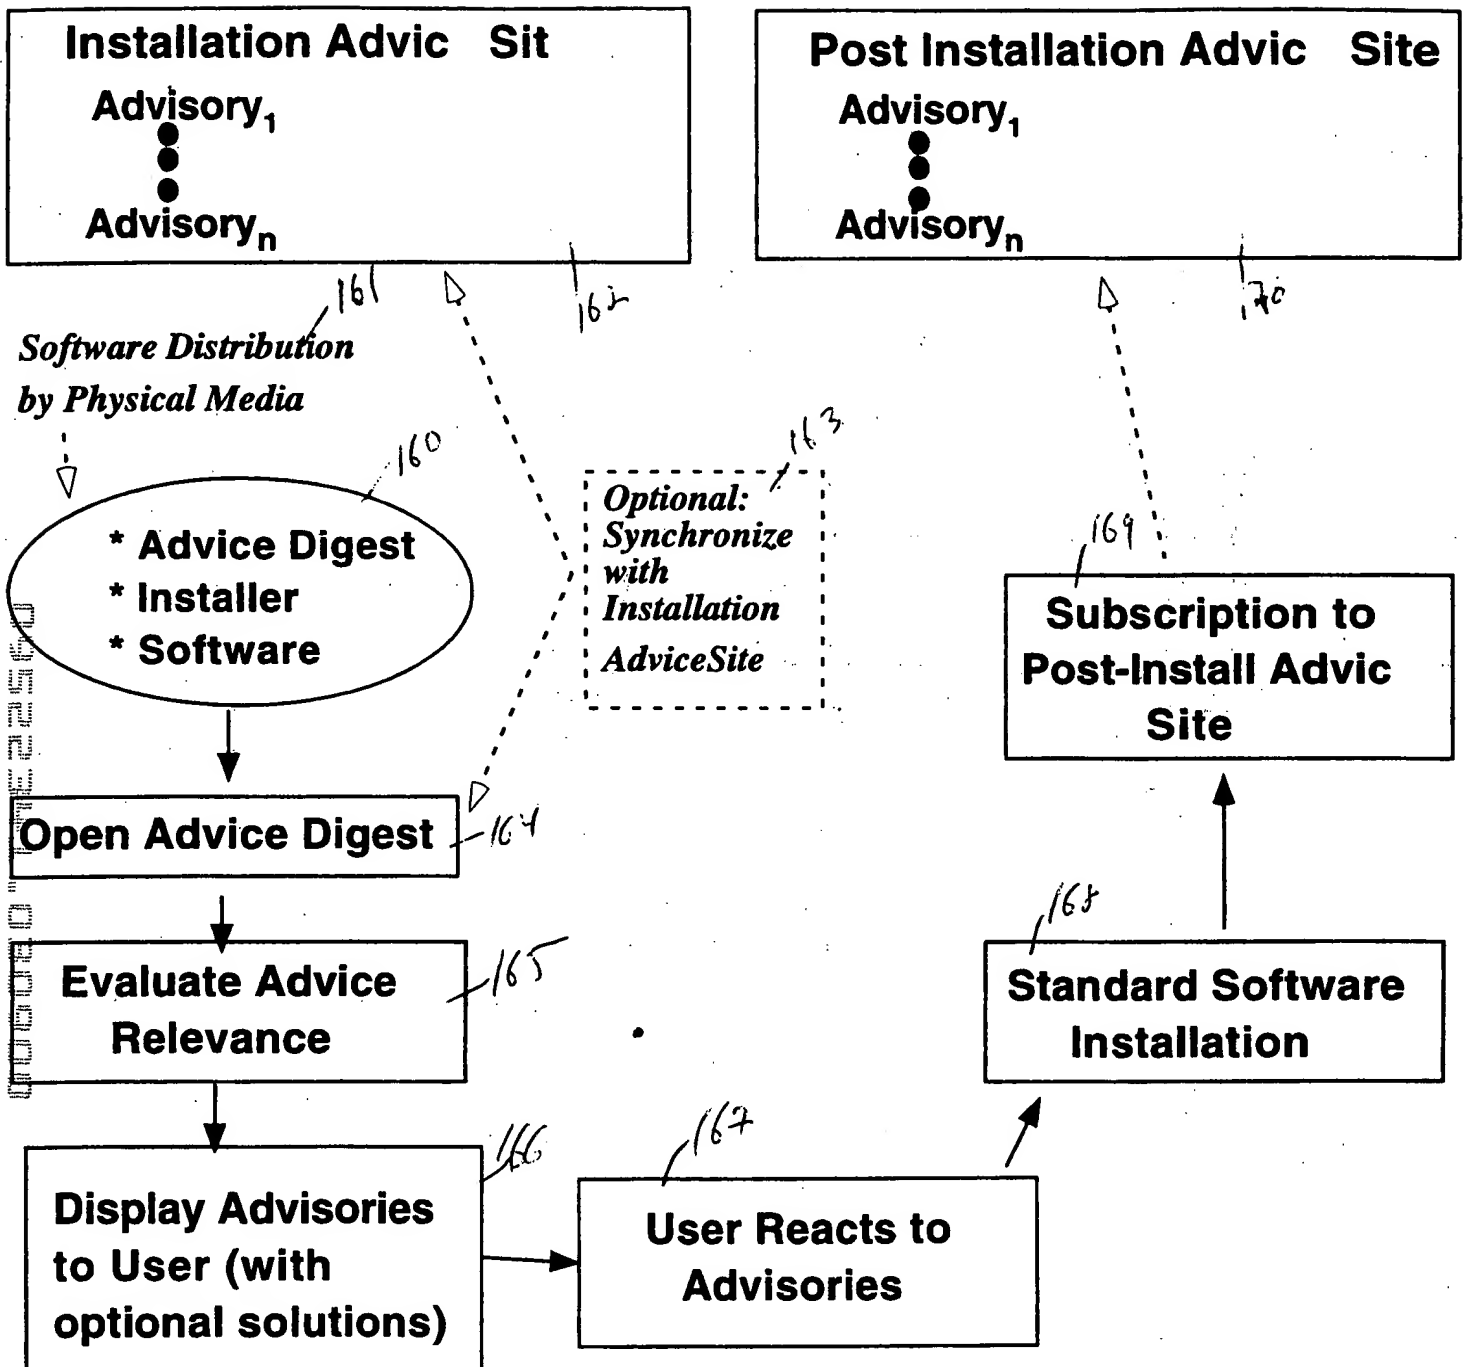 Installation Advic Sit
Advisory1
Advisoryn
Post Installation Advic Site
Advisory1
Advisoryn
161
162
170
Software Distribution
by Physical Media
160
163
* Advice Digest
* Installer
* Software
Optional:
Synchronize
with
Installation
AdviceSite
169
Subscription to
Post-Install Advic
Site
Open Advice Digest
164
168
Evaluate Advice
Relevance
165
Standard Software
Installation
166
167
Display Advisories
to User (with
optional solutions)
User Reacts to
Advisories